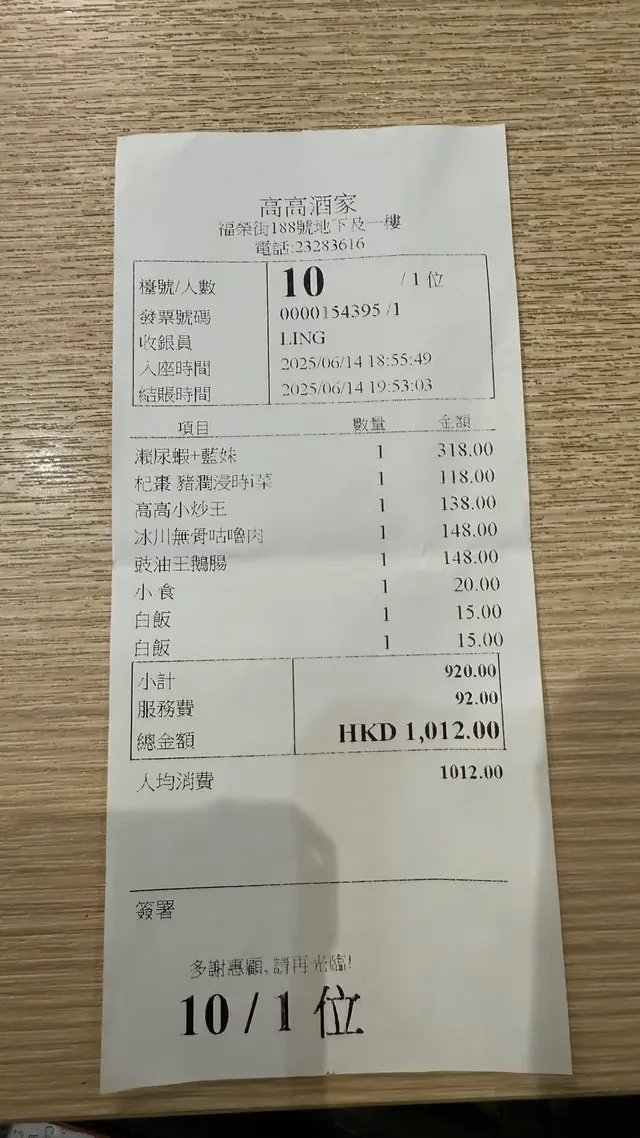 高高酒家
福榮街188號地下及一樓
電話:23283616
檯號/人數 10 / 1 位
發票號碼 0000154395 /1
收銀員 LING
入座時間 2025/06/14 18:55:49
結賬時間 2025/06/14 19:53:03
項目 數量 金額
瀨尿蝦+藍妹 1 318.00
杞棗 豬潤浸時i菜 1 118.00
高高小炒王 1 138.00
冰川無骨咕嚕肉 1 148.00
豉油王鵝腸 1 148.00
小 食 1 20.00
白飯 1 15.00
白飯 1 15.00
小計 920.00
服務費 92.00
總金額 HKD 1,012.00
人均消費 1012.00
簽署
多謝惠顧, 請再光臨!
10 / 1 位